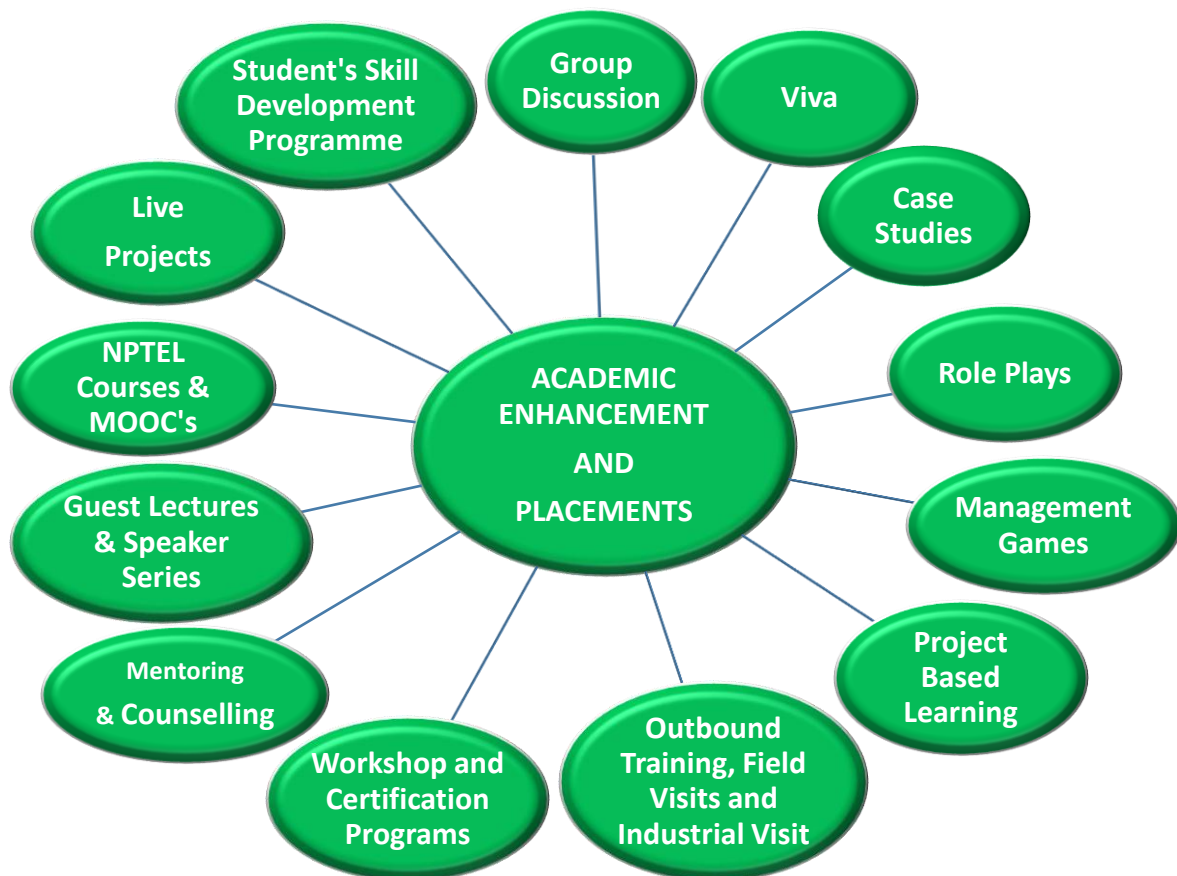 Student's Skill
Development
Programme
Group
Discussion
Viva
Case
Studies
Live
Projects
NPTEL
Courses &
MOOC's
ACADEMIC
ENHANCEMENT
AND
PLACEMENTS
Role Plays
Guest Lectures
& Speaker
Series
Management
Games
Mentoring
& Counselling
Project
Based
Learning
Workshop and
Certification
Programs
Outbound
Training, Field
Visits and
Industrial Visit